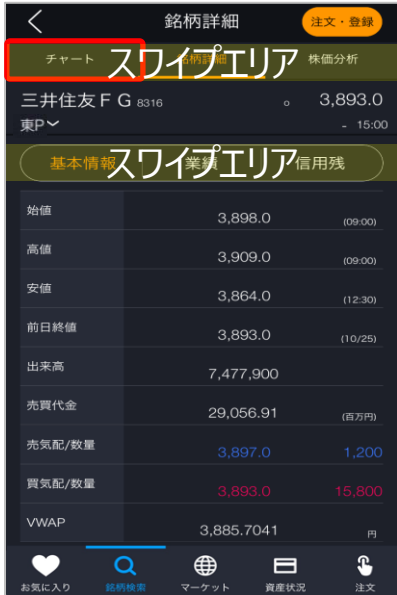 銘柄詳細
注文・登録
チャート
銘柄詳細
株価分析
スワイプエリア
三井住友ＦＧ 8316
3,893.0
東P
- 15:00
基本情報
業績
信用残
スワイプエリア
始値 3,898.0 (09:00)
高値 3,909.0 (09:00)
安値 3,864.0 (12:30)
前日終値 3,893.0 (10/25)
出来高 7,477,900
売買代金 29,056.91 (百万円)
売気配/数量 3,897.0 1,200
買気配/数量 3,893.0 15,800
VWAP 3,885.7041 円
お気に入り 銘柄検索 マーケット 資産状況 注文